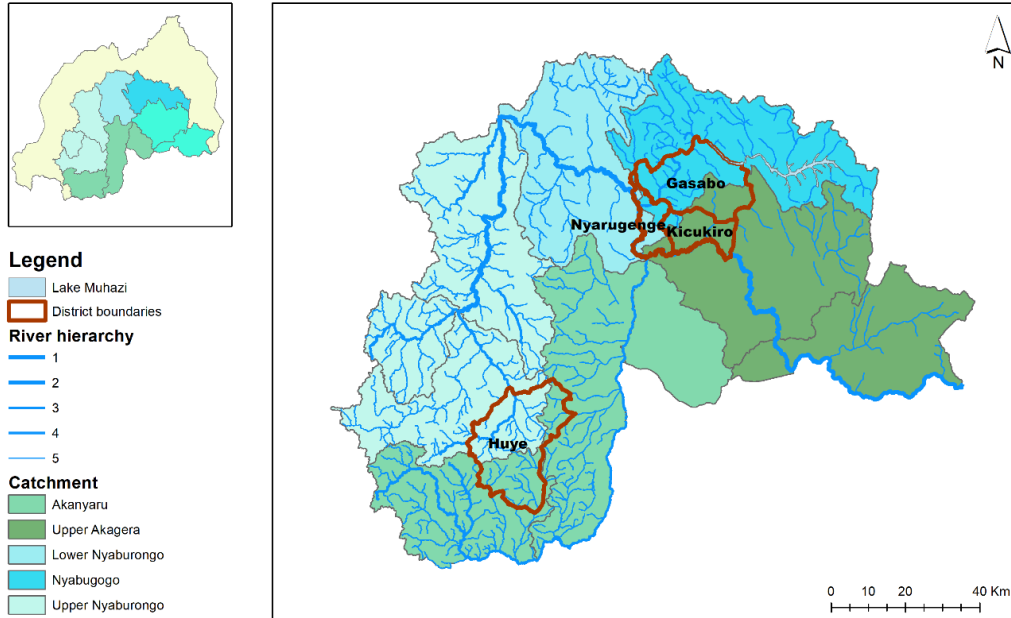 N
Gasabo
Nyarugenge
Kicukiro
Huye
Legend
Lake Muhazi
District boundaries
River hierarchy
1
2
3
4
5
Catchment
Akanyaru
Upper Akagera
Lower Nyaburongo
Nyabugogo
Upper Nyaburongo
0 10 20 40 Km